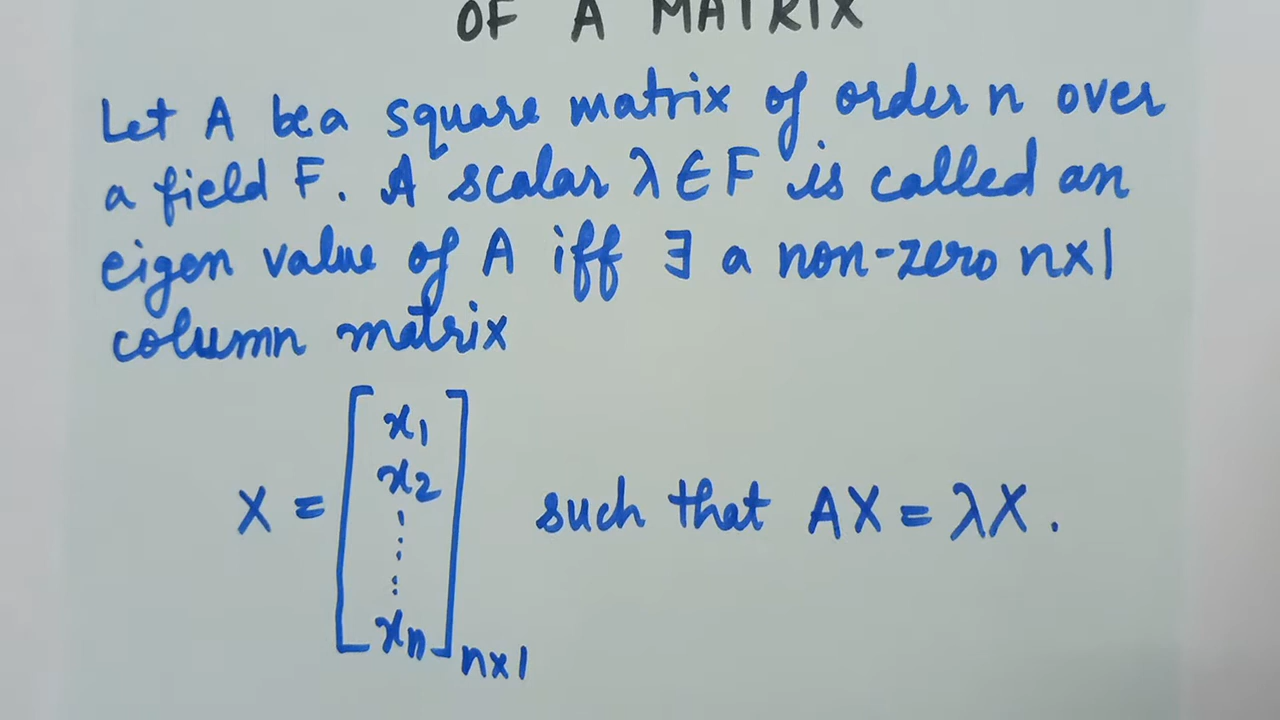 OF A MATRIX
Let A be a square matrix of order n over
a field F. A scalar λ ∈ F is called an
eigen value of A iff ∃ a non-zero n×1
column matrix
X = [x₁ x₂ ⋮ xₙ]ₙₓ₁ such that AX = λX.